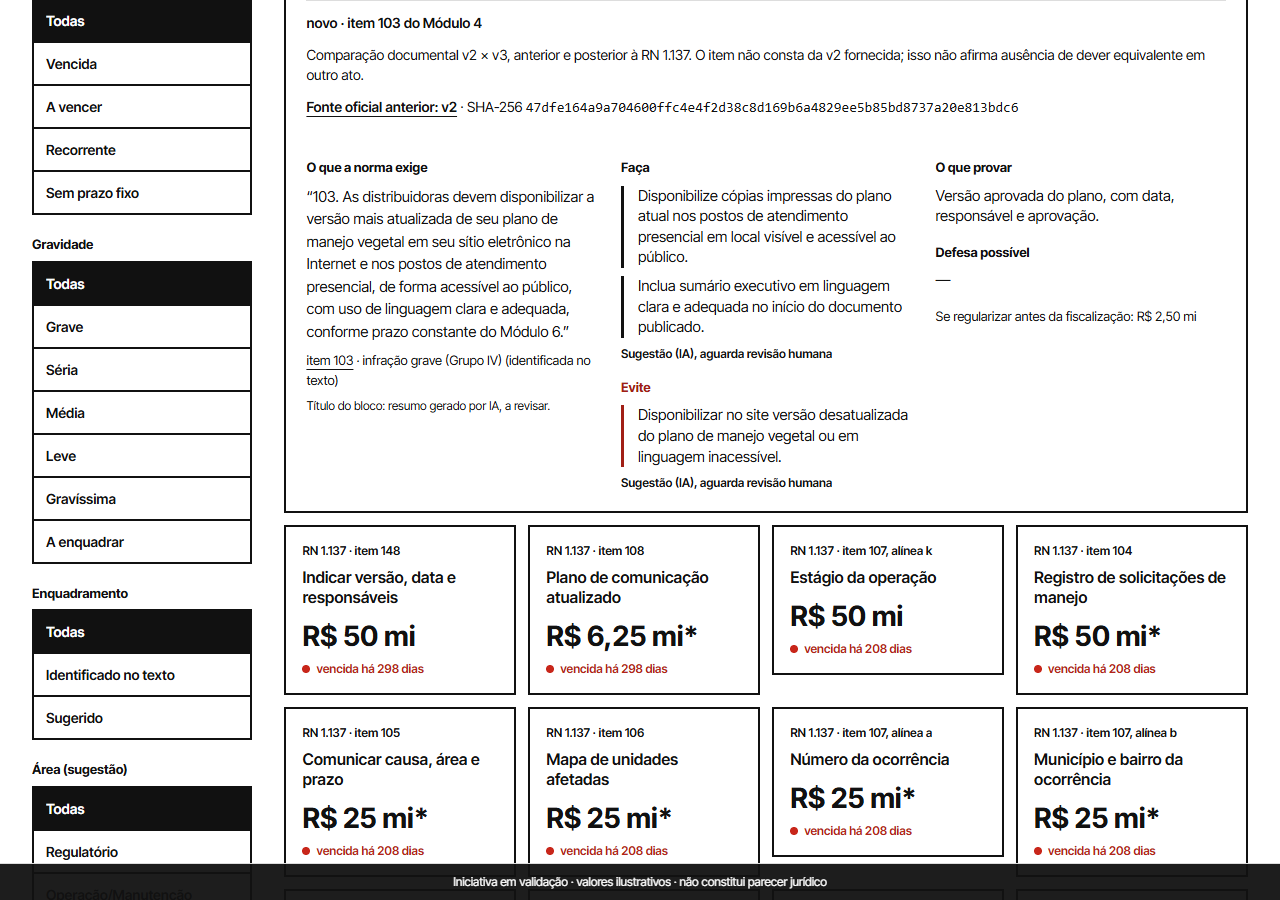 Todas
Vencida
A vencer
Recorrente
Sem prazo fixo
Gravidade
Todas
Grave
Séria
Média
Leve
Gravíssima
A enquadrar
Enquadramento
Todas
Identificado no texto
Sugerido
Área (sugestão)
Todas
Regulatório
Operação/Manutenção
novo · item 103 do Módulo 4
Comparação documental v2 × v3, anterior e posterior à RN 1.137. O item não consta da v2 fornecida; isso não afirma ausência de dever equivalente em
outro ato.
Fonte oficial anterior: v2 · SHA-256 47dfe164a9a704600ffc4e4f2d38c8d169b6a4829ee5b85bd8737a20e813bdc6
O que a norma exige
“103. As distribuidoras devem disponibilizar a
versão mais atualizada de seu plano de
manejo vegetal em seu sítio eletrônico na
Internet e nos postos de atendimento
presencial, de forma acessível ao público,
com uso de linguagem clara e adequada,
conforme prazo constante do Módulo 6.”
item 103 · infração grave (Grupo IV) (identificada no
texto)
Título do bloco: resumo gerado por IA, a revisar.
Faça
Disponibilize cópias impressas do plano
atual nos postos de atendimento
presencial em local visível e acessível ao
público.
Inclua sumário executivo em linguagem
clara e adequada no início do documento
publicado.
Sugestão (IA), aguarda revisão humana
Evite
Disponibilizar no site versão desatualizada
do plano de manejo vegetal ou em
linguagem inacessível.
Sugestão (IA), aguarda revisão humana
O que provar
Versão aprovada do plano, com data,
responsável e aprovação.
Defesa possível
—
Se regularizar antes da fiscalização: R$ 2,50 mi
RN 1.137 · item 148
Indicar versão, data e
responsáveis
R$ 50 mi
vencida há 298 dias
RN 1.137 · item 108
Plano de comunicação
atualizado
R$ 6,25 mi*
vencida há 298 dias
RN 1.137 · item 107, alínea k
Estágio da operação
R$ 50 mi
vencida há 208 dias
RN 1.137 · item 104
Registro de solicitações de
manejo
R$ 50 mi*
vencida há 208 dias
RN 1.137 · item 105
Comunicar causa, área e
prazo
R$ 25 mi*
vencida há 208 dias
RN 1.137 · item 106
Mapa de unidades
afetadas
R$ 25 mi*
vencida há 208 dias
RN 1.137 · item 107, alínea a
Número da ocorrência
R$ 25 mi*
vencida há 208 dias
RN 1.137 · item 107, alínea b
Município e bairro da
ocorrência
R$ 25 mi*
vencida há 208 dias
Iniciativa em validação · valores ilustrativos · não constitui parecer jurídico